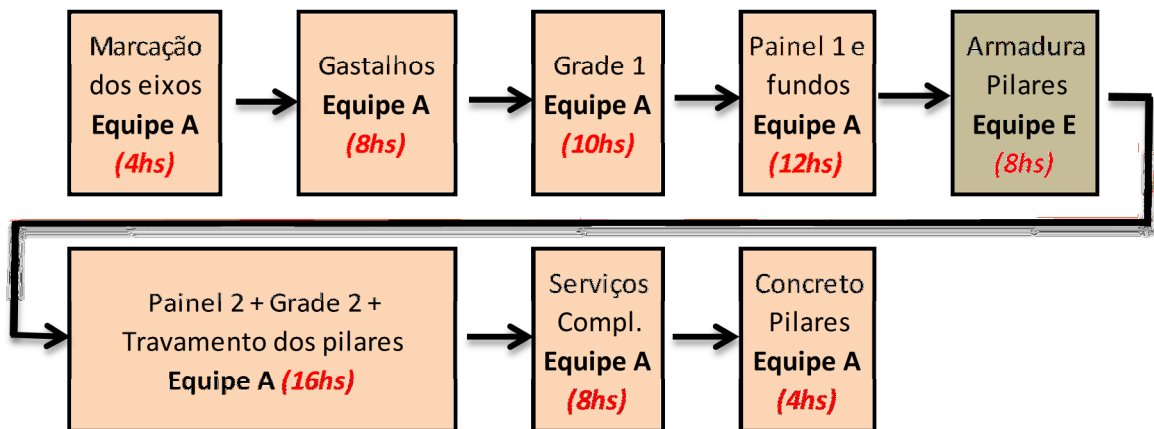 Marcação
dos eixos
Equipe A
(4hs)
Gastalhos
Equipe A
(8hs)
Grade 1
Equipe A
(10hs)
Painel 1 e
fundos
Equipe A
(12hs)
Armadura
Pilares
Equipe E
(8hs)
Painel 2 + Grade 2 +
Travamento dos pilares
Equipe A (16hs)
Serviços
Compl.
Equipe A
(8hs)
Concreto
Pilares
Equipe A
(4hs)